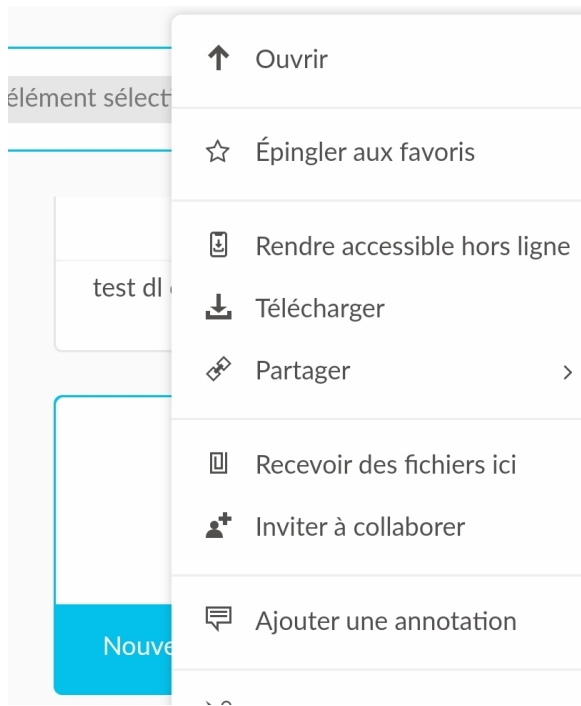 Ouvrir
élément sélect
Épingler aux favoris
Rendre accessible hors ligne
test dl
Télécharger
Partager
Recevoir des fichiers ici
Inviter à collaborer
Ajouter une annotation
Nouve